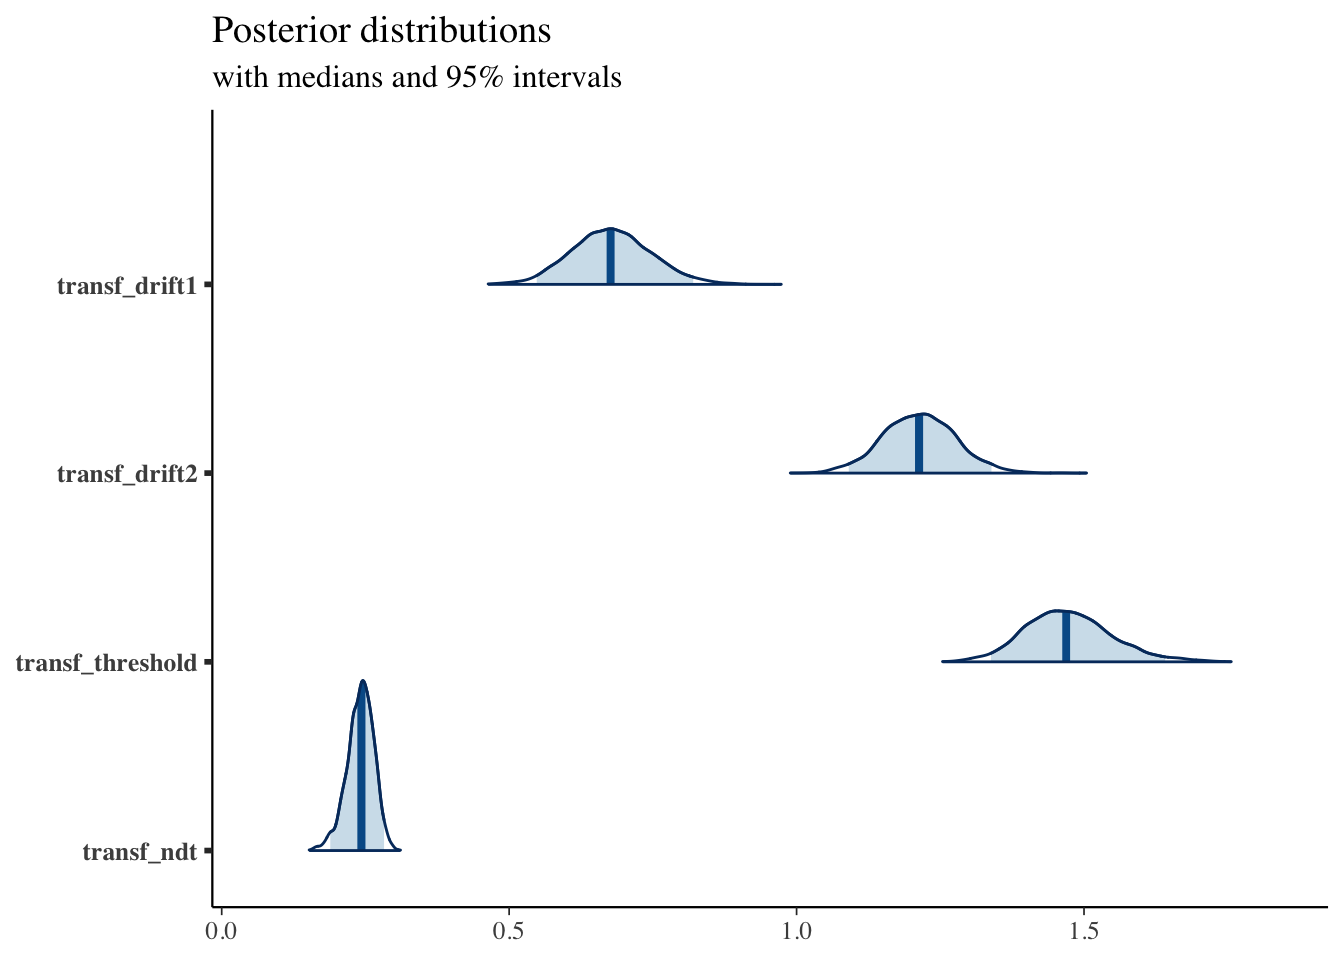 Posterior distributions
with medians and 95% intervals
transf_drift1
transf_drift2
transf_threshold
transf_ndt
0.0 0.5 1.0 1.5